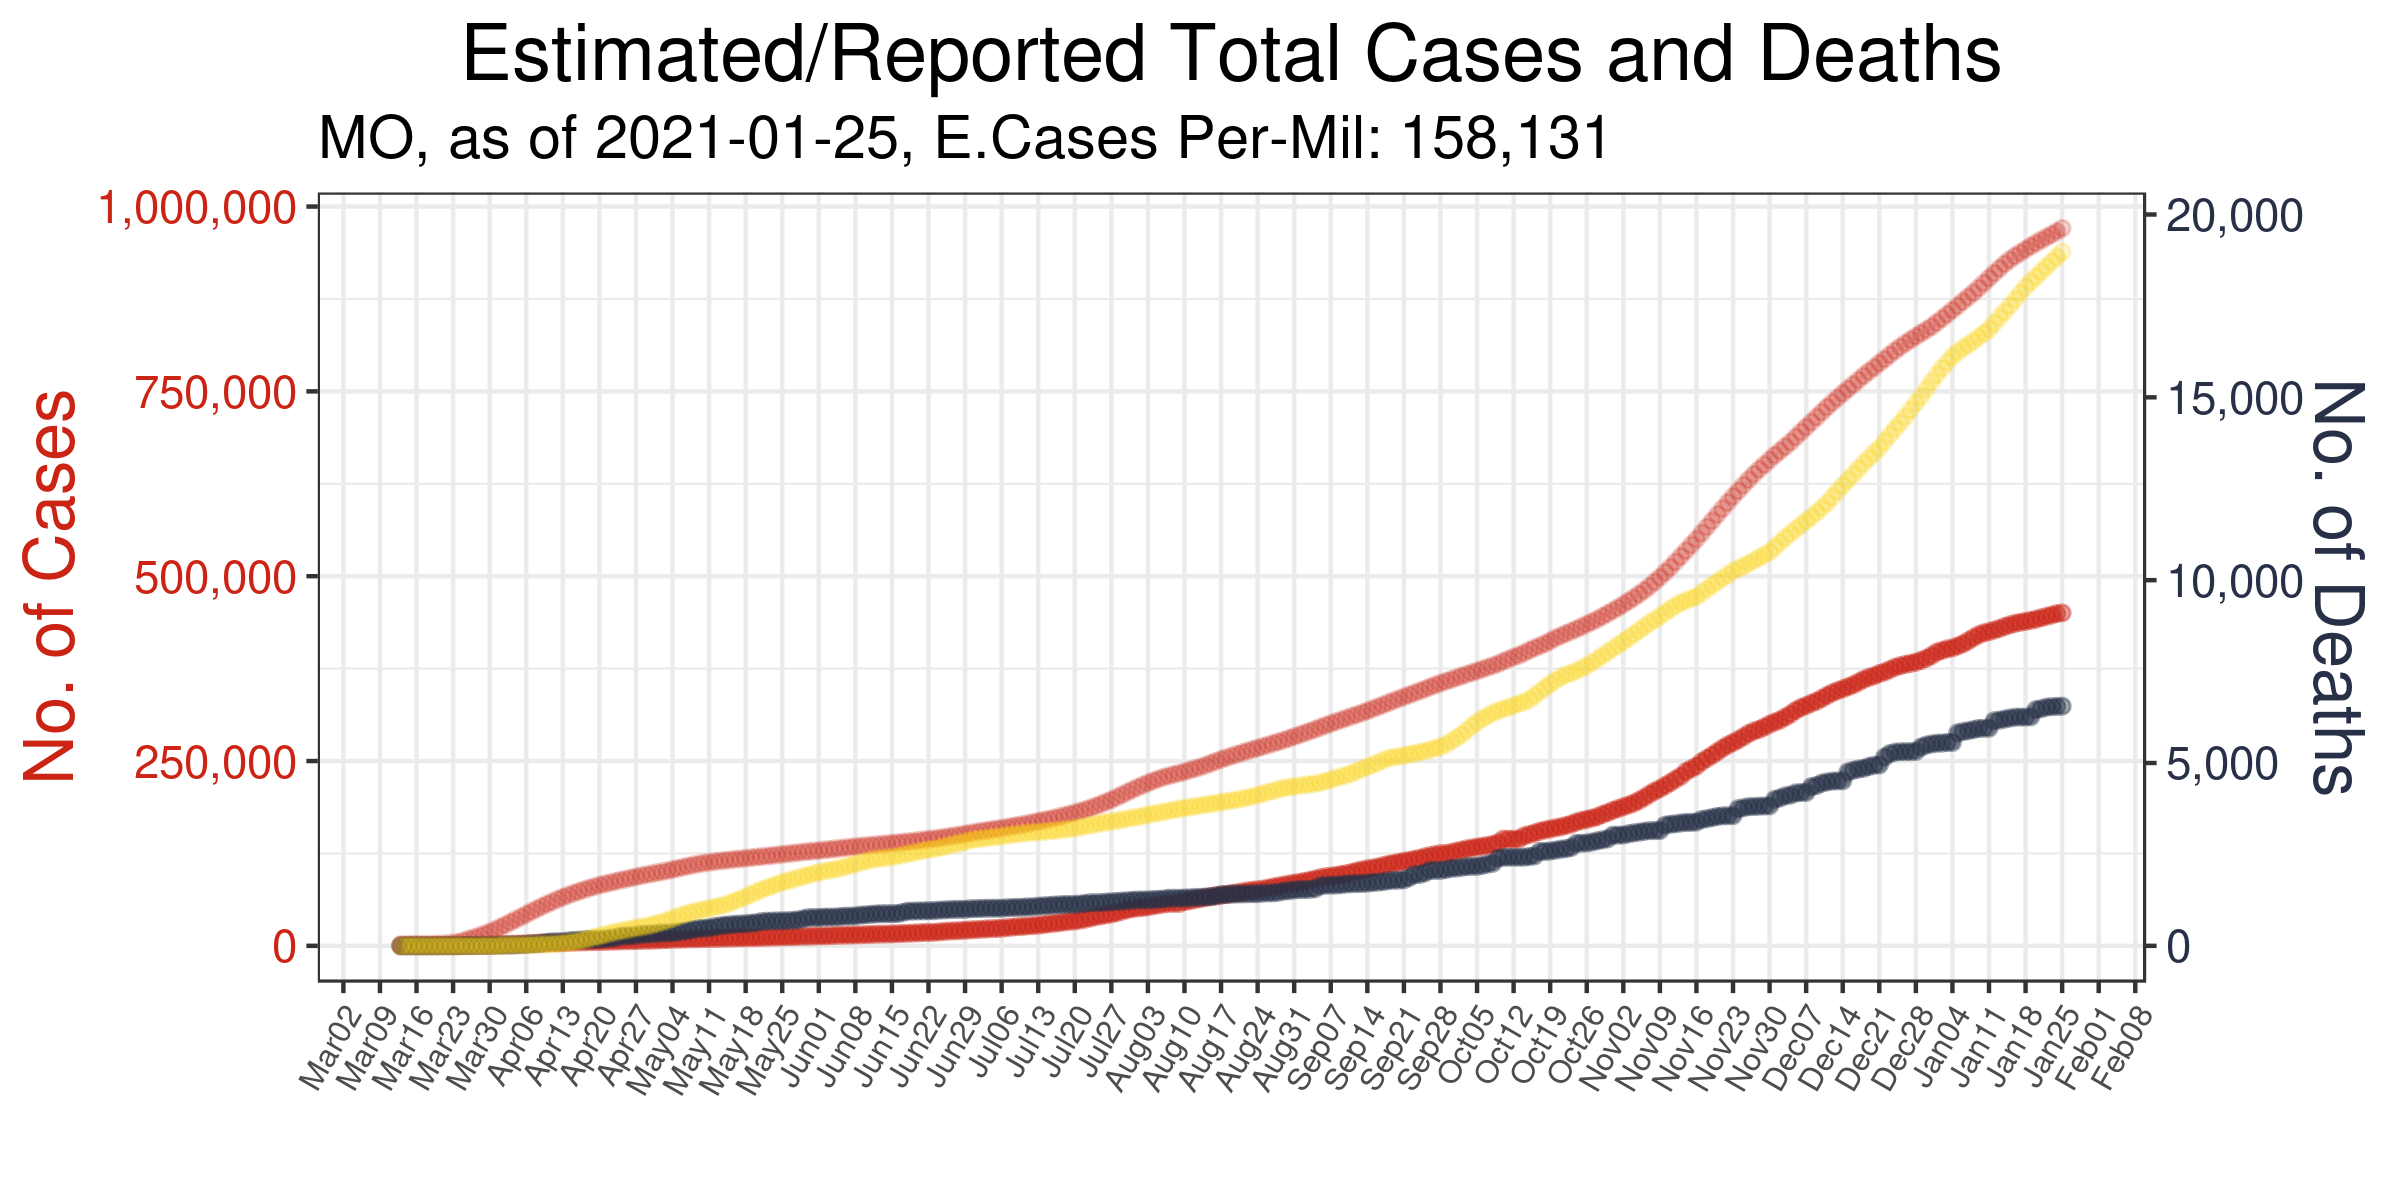 Estimated/Reported Total Cases and Deaths
MO, as of 2021-01-25, E.Cases Per-Mil: 158,131
No. of Cases
1,000,000
750,000
500,000
250,000
0
20,000
15,000
10,000
5,000
0
No. of Deaths
Mar02
Mar09
Mar16
Mar23
Mar30
Apr06
Apr13
Apr20
Apr27
May04
May11
May18
May25
Jun01
Jun08
Jun15
Jun22
Jun29
Jul06
Jul13
Jul20
Jul27
Aug03
Aug10
Aug17
Aug24
Aug31
Sep07
Sep14
Sep21
Sep28
Oct05
Oct12
Oct19
Oct26
Nov02
Nov09
Nov16
Nov23
Nov30
Dec07
Dec14
Dec21
Dec28
Jan04
Jan11
Jan18
Jan25
Feb01
Feb08